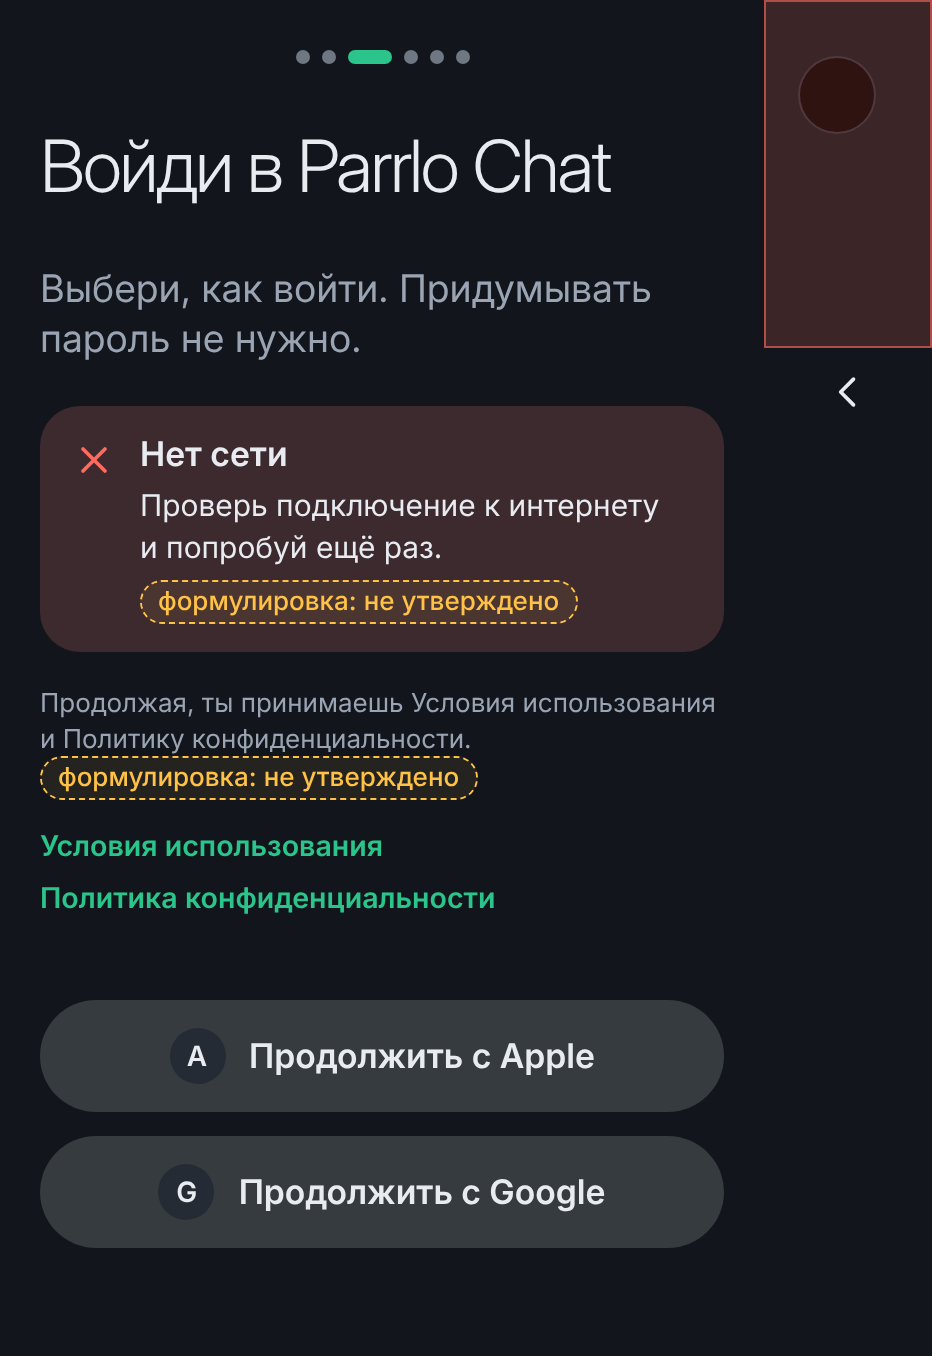 Войди в Parrlo Chat
Выбери, как войти. Придумывать
пароль не нужно.
Нет сети
Проверь подключение к интернету
и попробуй ещё раз.
формулировка: не утверждено
Продолжая, ты принимаешь Условия использования
и Политику конфиденциальности.
формулировка: не утверждено
Условия использования
Политика конфиденциальности
A Продолжить с Apple
G Продолжить с Google